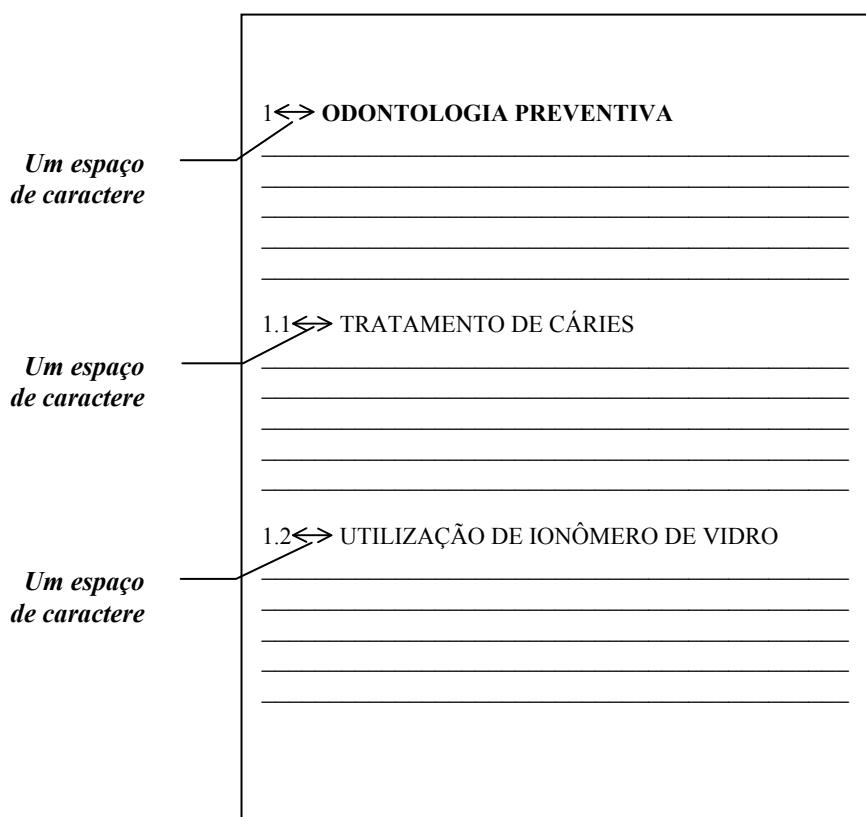 1 ODONTOLOGIA PREVENTIVA
Um espaço
de caractere
1.1 TRATAMENTO DE CÁRIES
Um espaço
de caractere
1.2 UTILIZAÇÃO DE IONÔMERO DE VIDRO
Um espaço
de caractere